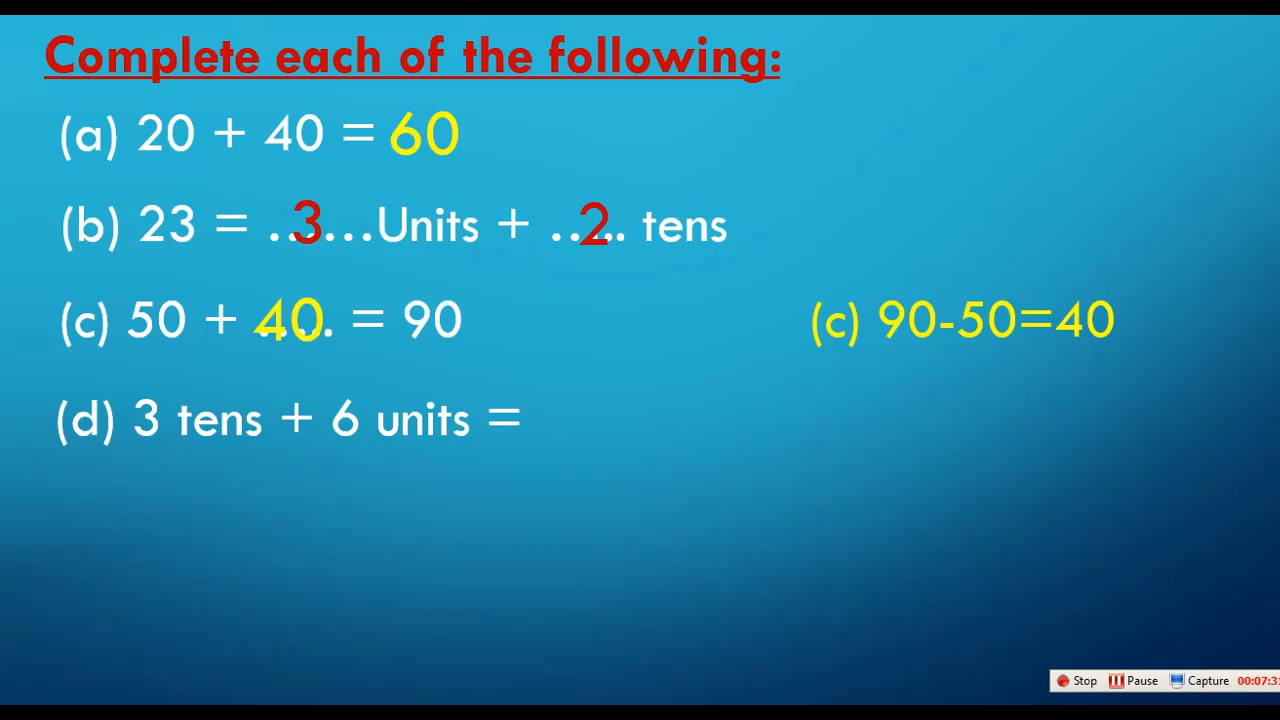 Complete each of the following:
(a) 20 + 40 = 60
(b) 23 = ..3...Units + ..2.. tens
(c) 50 + 40 = 90
(c) 90-50=40
(d) 3 tens + 6 units =
Stop Pause Capture 00:07:31